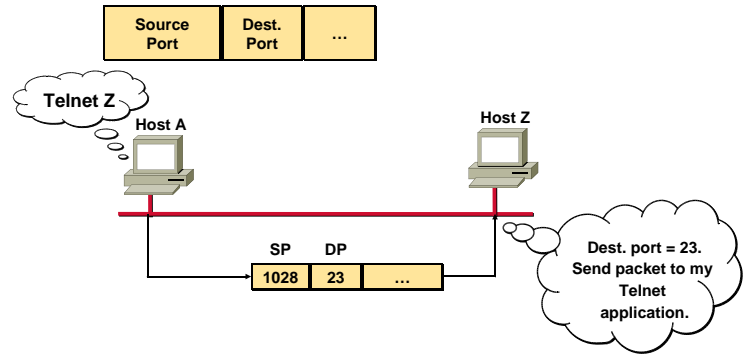 Source Port
Dest. Port
…
Telnet Z
Host A
Host Z
SP DP
1028 23 …
Dest. port = 23.
Send packet to my
Telnet
application.